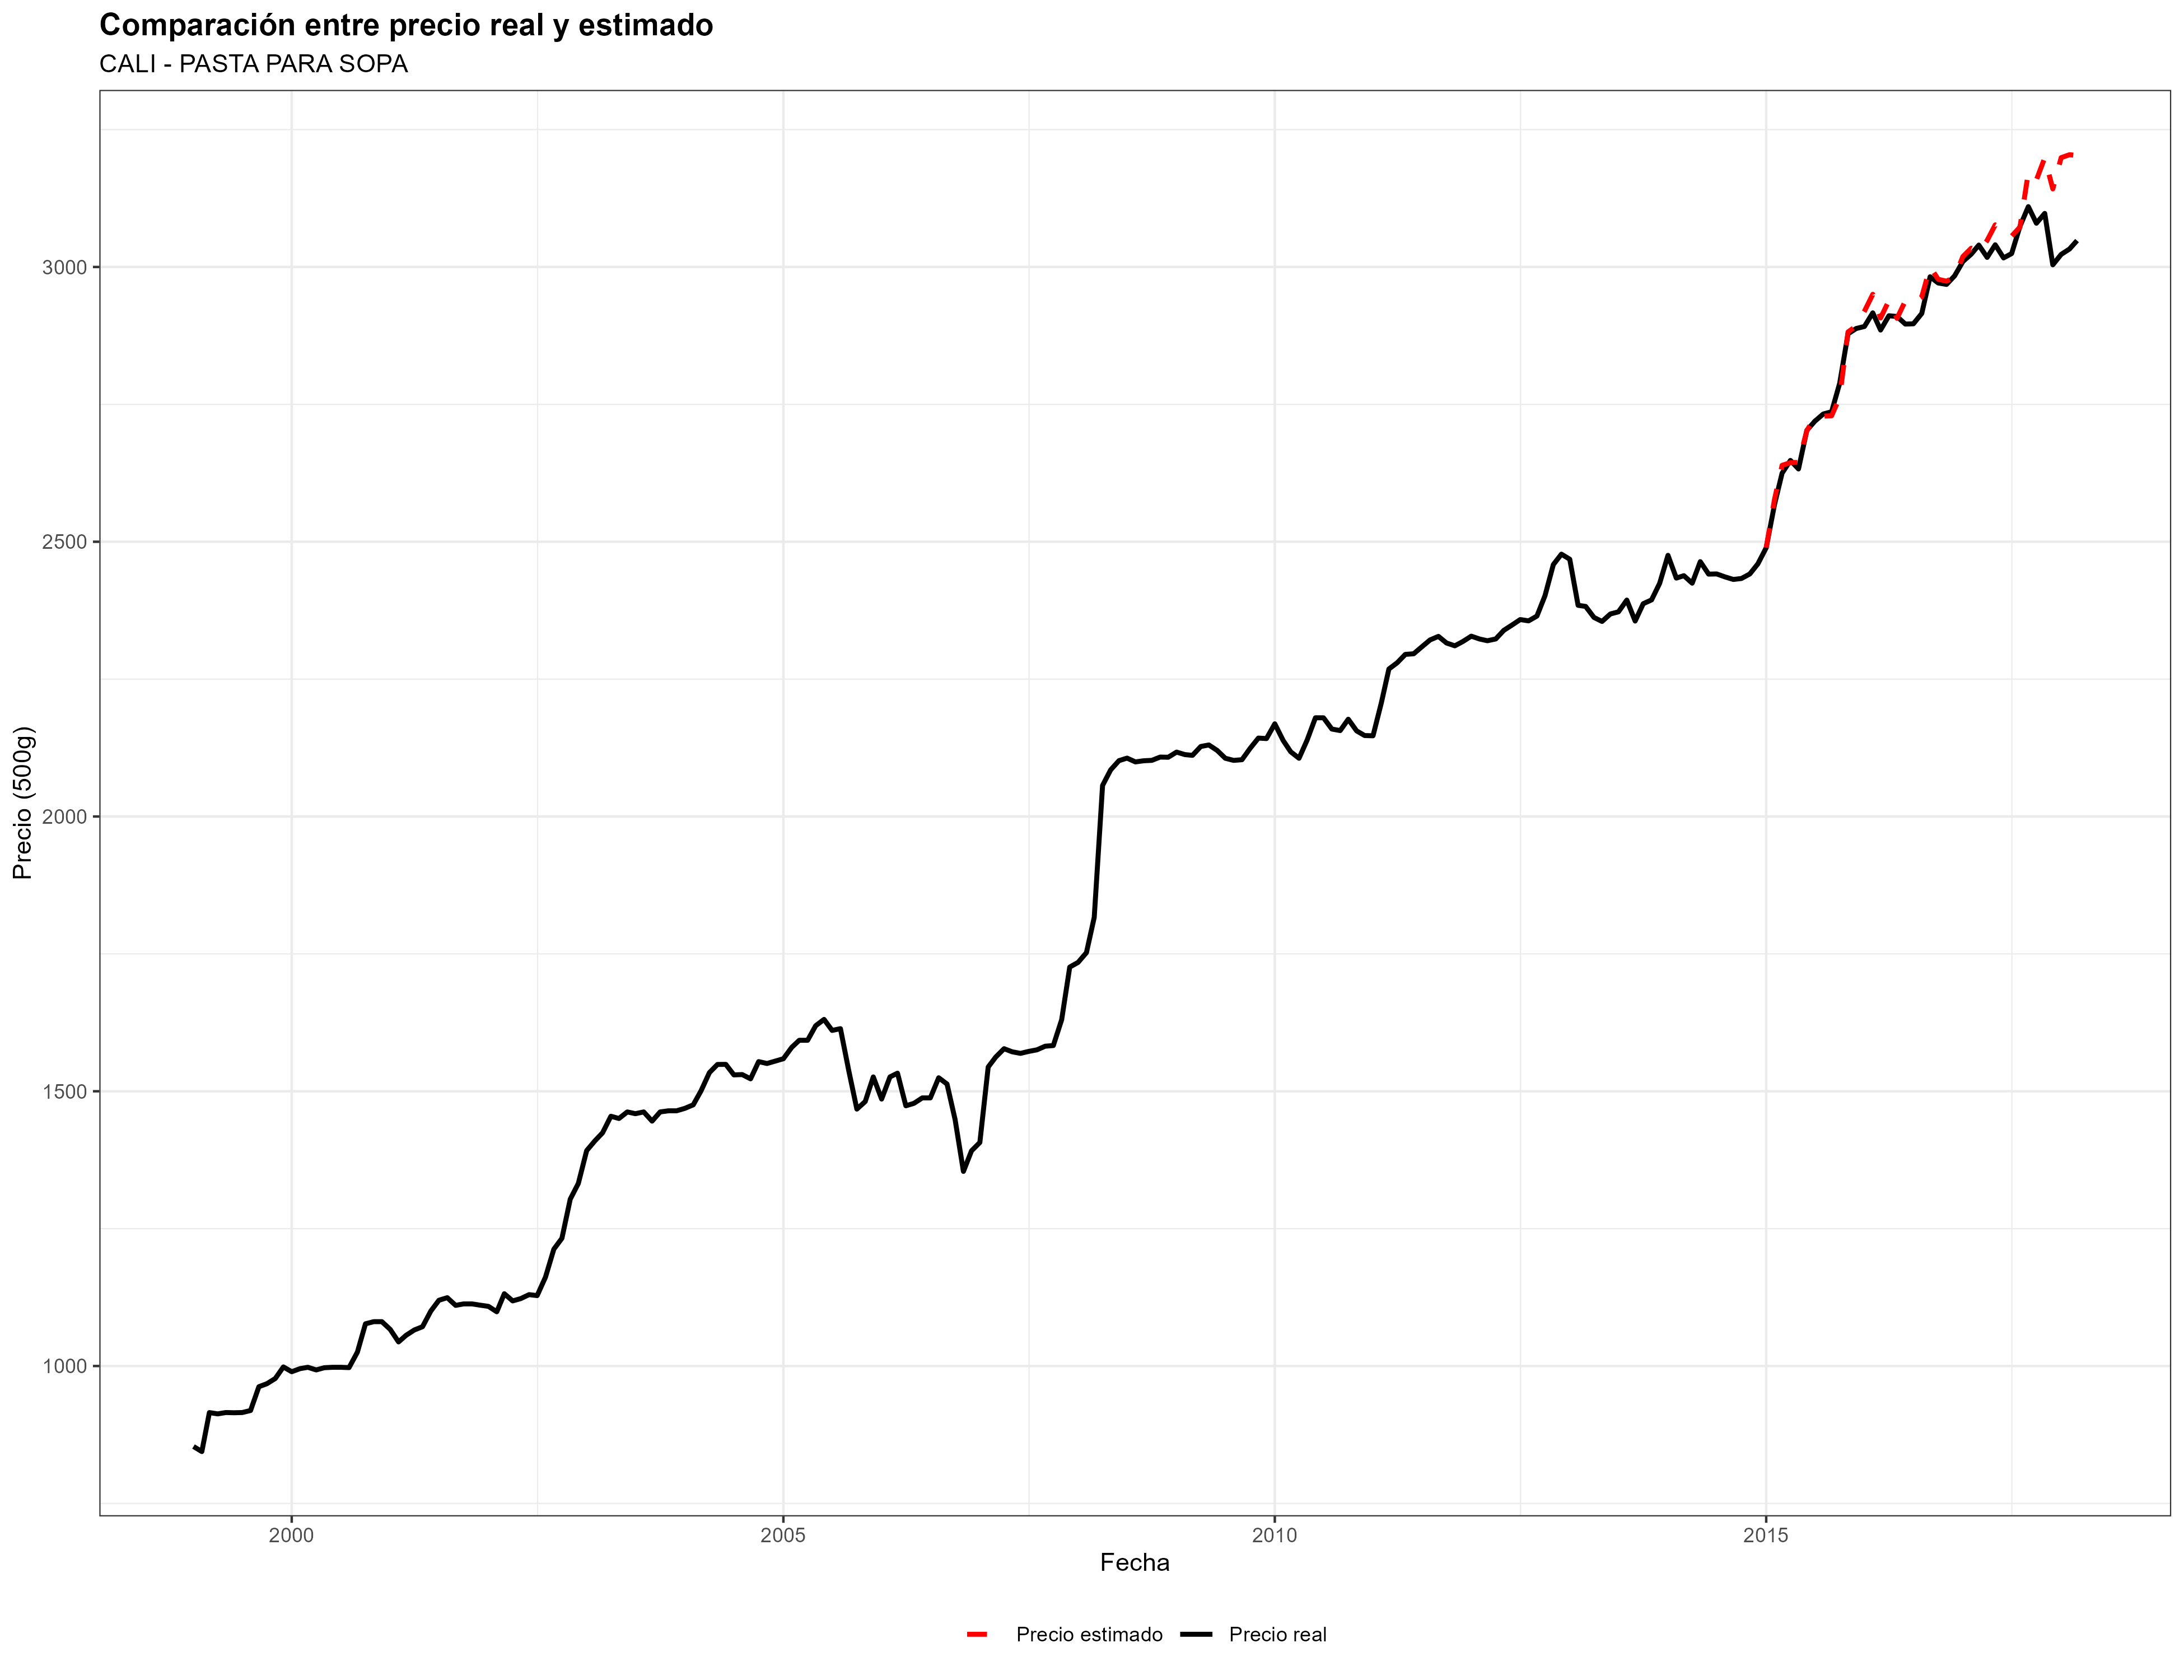 Comparación entre precio real y estimado
CALI - PASTA PARA SOPA
Precio (500g)
3000
2500
2000
1500
1000
2000 2005 2010 2015
Fecha
Precio estimado Precio real